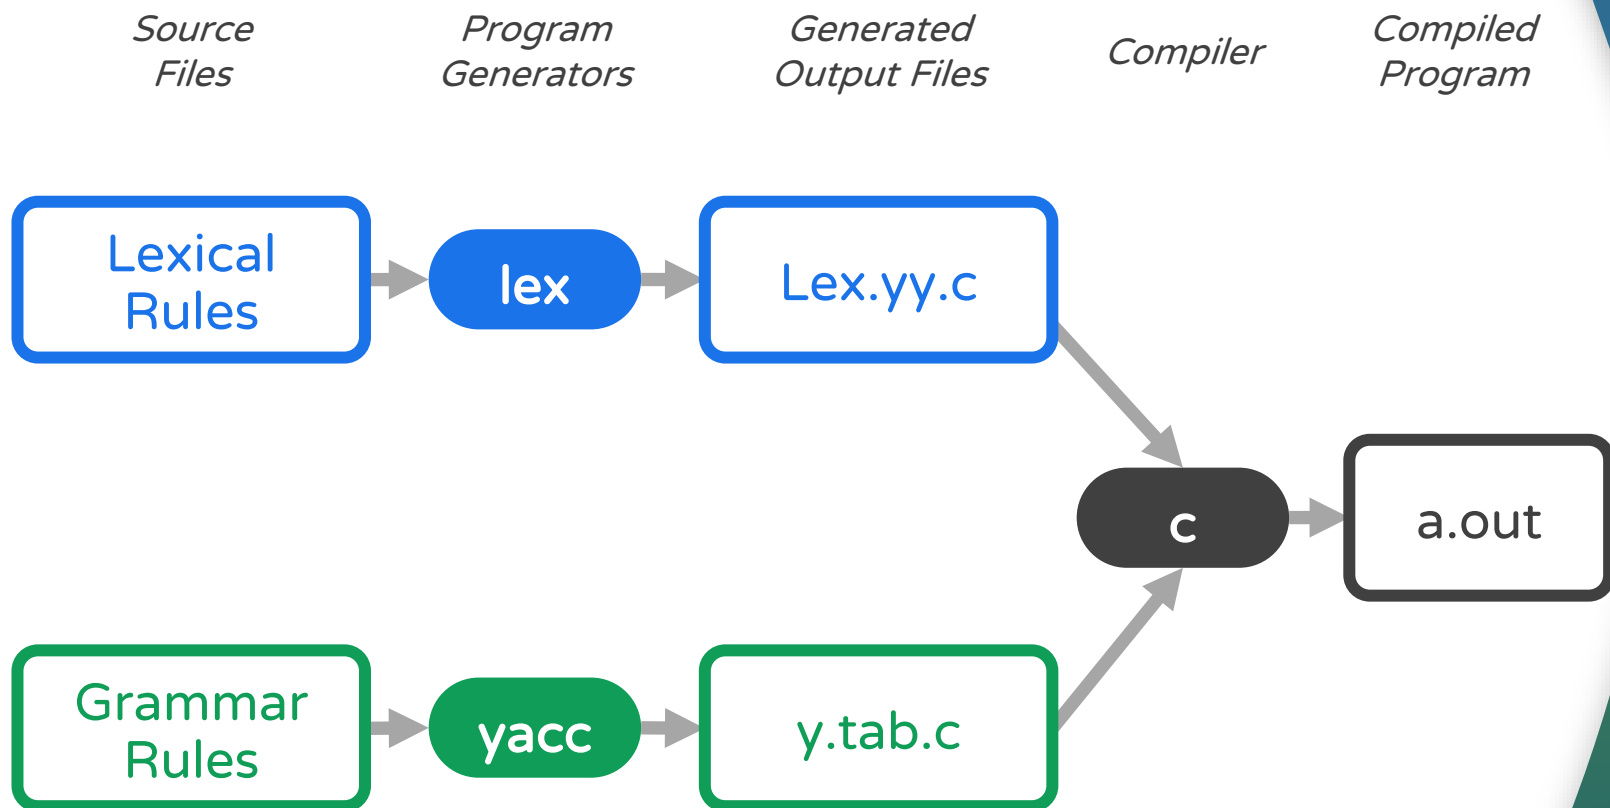 Source
Files
Program
Generators
Generated
Output Files
Compiler
Compiled
Program
Lexical
Rules
lex
Lex.yy.c
c
a.out
Grammar
Rules
yacc
y.tab.c